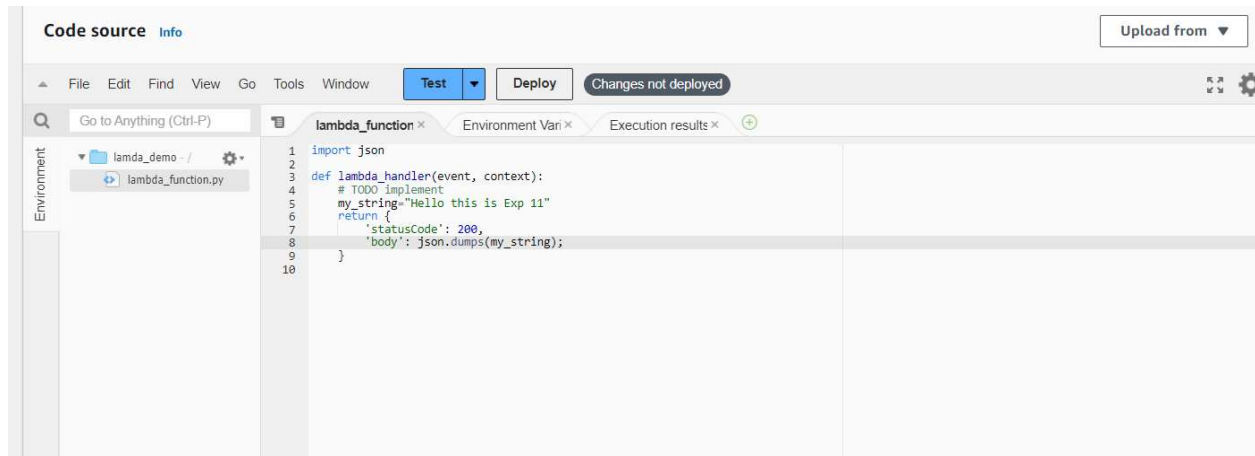 Code source Info
Upload from
File Edit Find View Go Tools Window Test Deploy Changes not deployed
Go to Anything (Ctrl-P)
lambda_function Environment Vari Execution results
Environment
lamda_demo - /
lambda_function.py
1 import json
2
3 def lambda_handler(event, context):
4 # TODO implement
5 my_string="Hello this is Exp 11"
6 return {
7 'statusCode': 200,
8 'body': json.dumps(my_string);
9 }
10